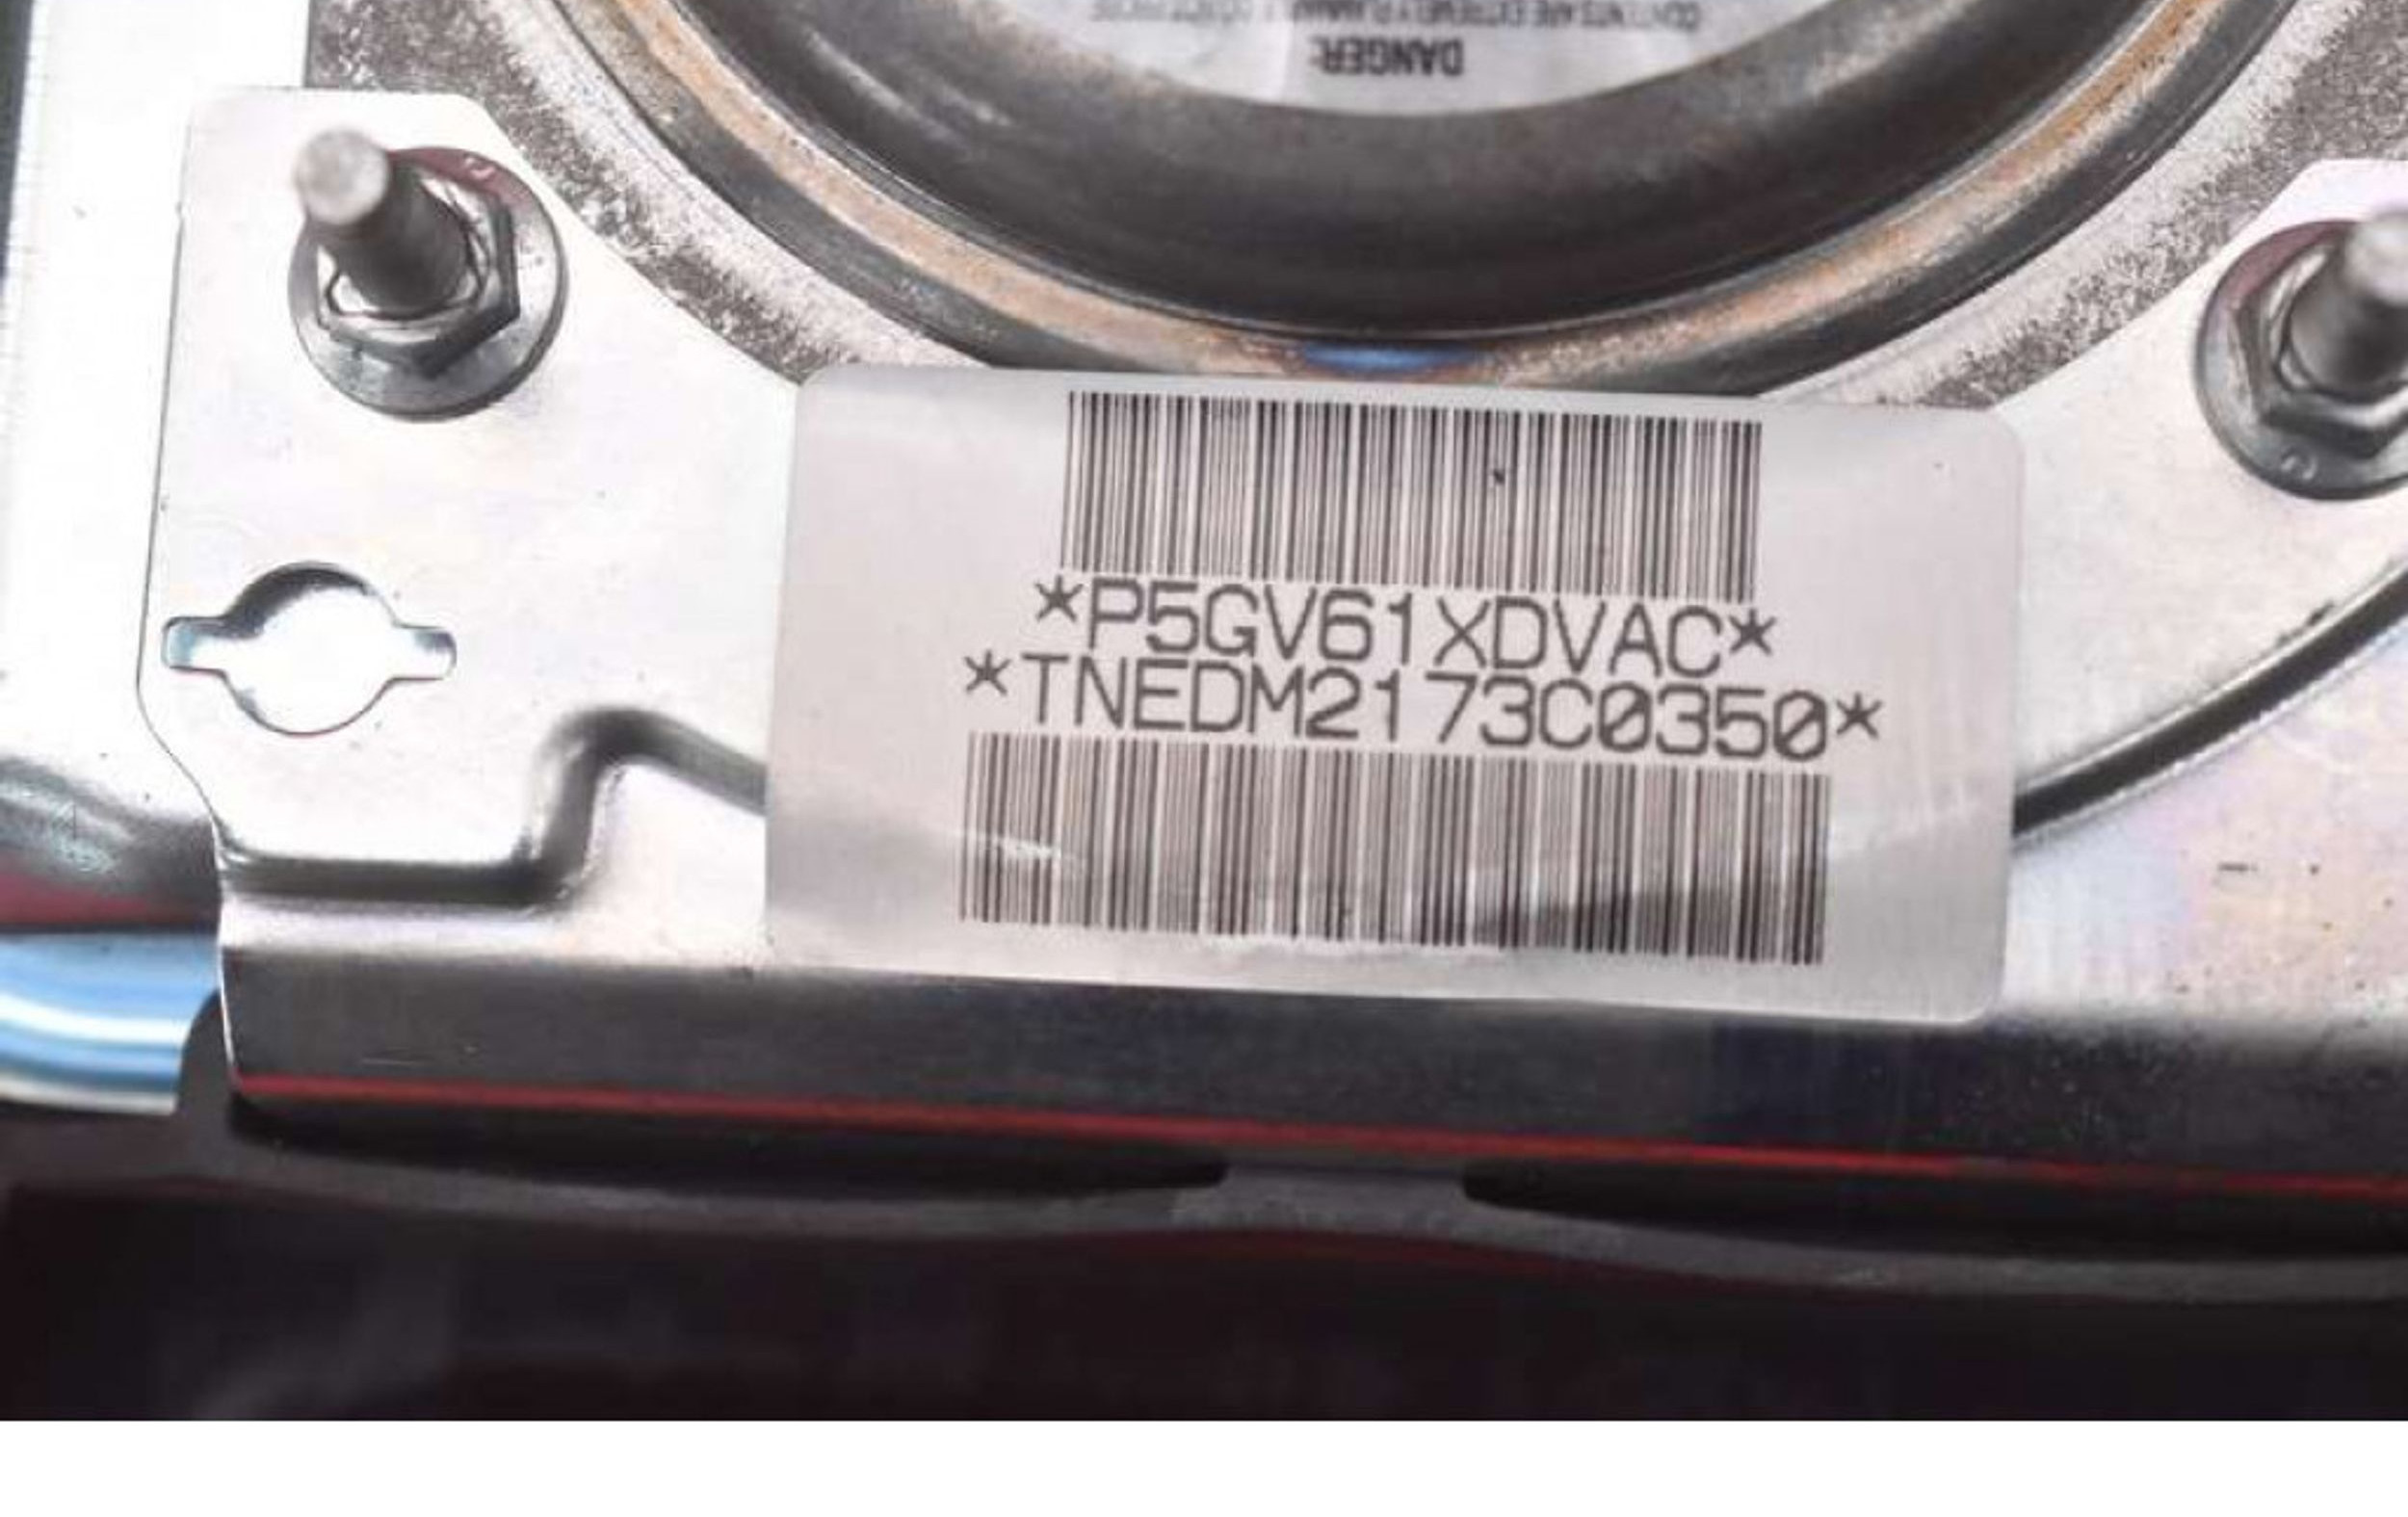 DANGER:
*P5GV61XDVAC*
*TNEDM2173C0350*